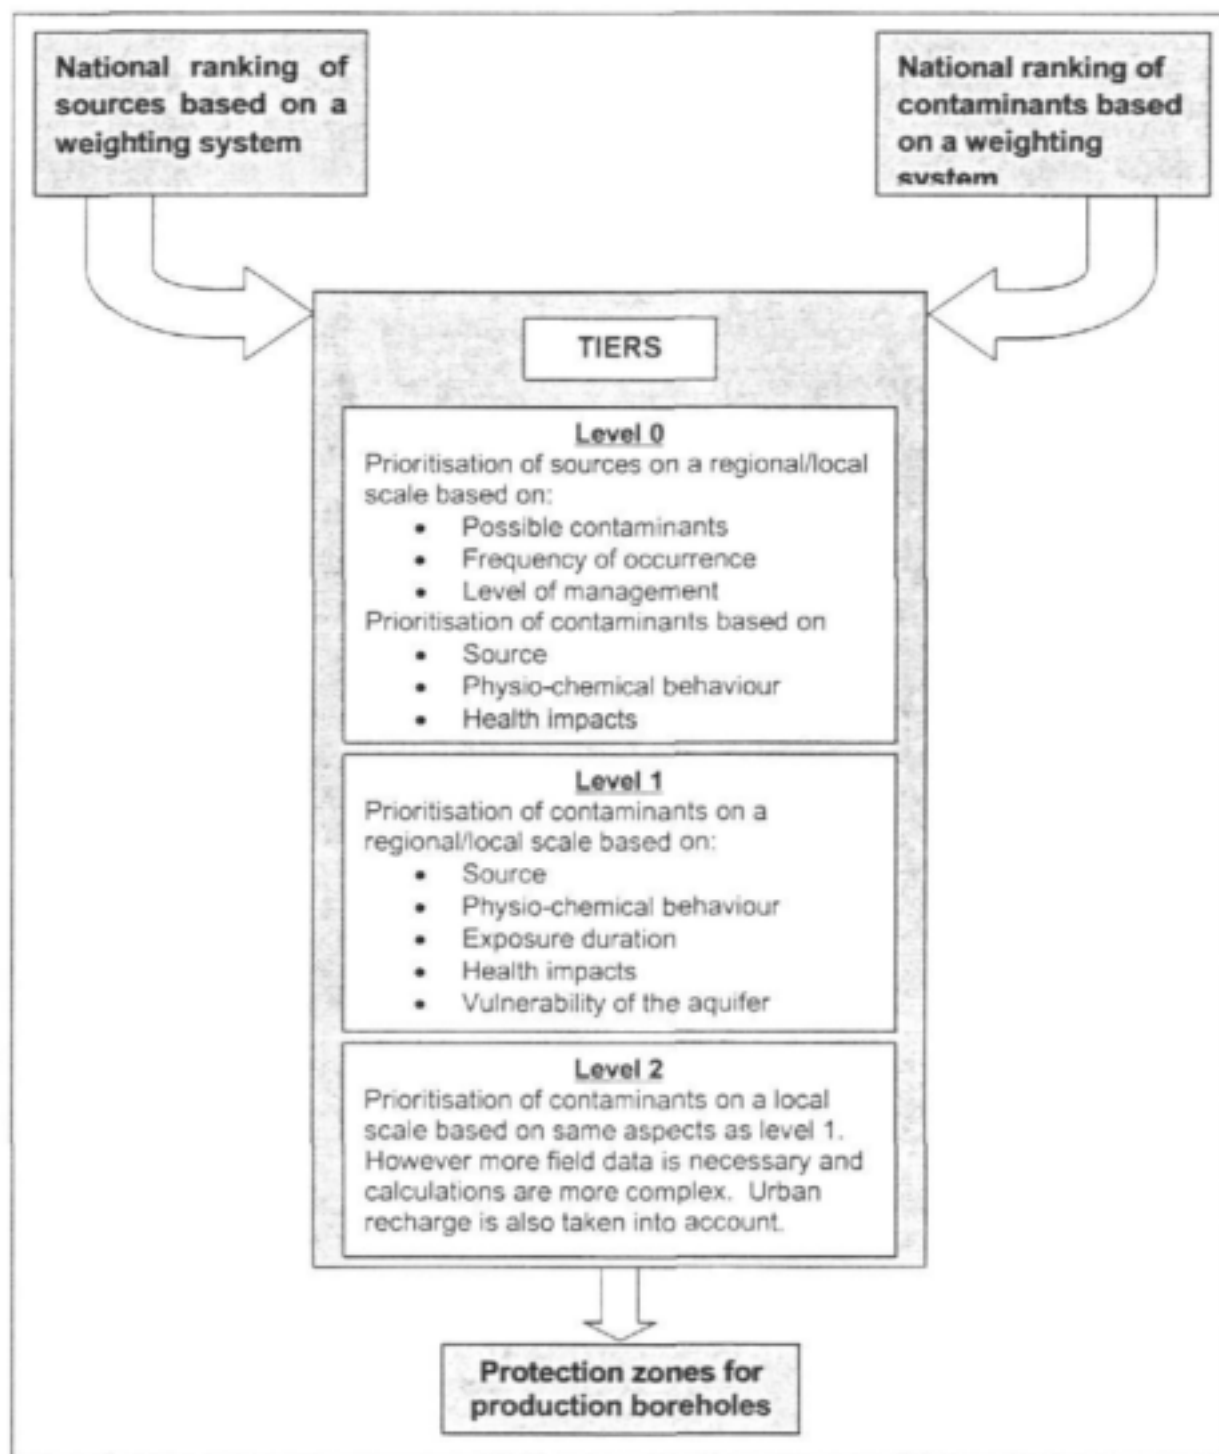 National ranking of
sources based on a
weighting system
National ranking of
contaminants based
on a weighting
system
TIERS
Level 0
Prioritisation of sources on a regional/local
scale based on:
• Possible contaminants
• Frequency of occurrence
• Level of management
Prioritisation of contaminants based on
• Source
• Physio-chemical behaviour
• Health impacts
Level 1
Prioritisation of contaminants on a
regional/local scale based on:
• Source
• Physio-chemical behaviour
• Exposure duration
• Health impacts
• Vulnerability of the aquifer
Level 2
Prioritisation of contaminants on a local
scale based on same aspects as level 1.
However more field data is necessary and
calculations are more complex. Urban
recharge is also taken into account.
Protection zones for
production boreholes